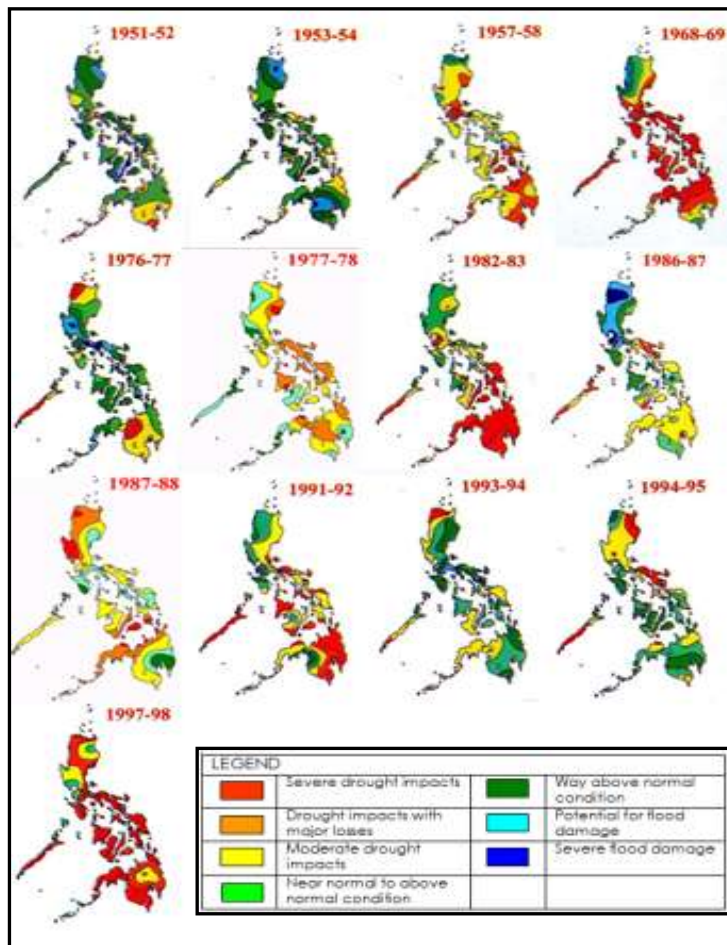 1951-52
1953-54
1957-58
1968-69
1976-77
1977-78
1982-83
1986-87
1987-88
1991-92
1993-94
1994-95
1997-98
LEGEND
Severe drought impacts
Way above normal
condition
Drought impacts with
major losses
Potential for flood
damage
Moderate drought
impacts
Severe flood damage
Near normal to above
normal condition